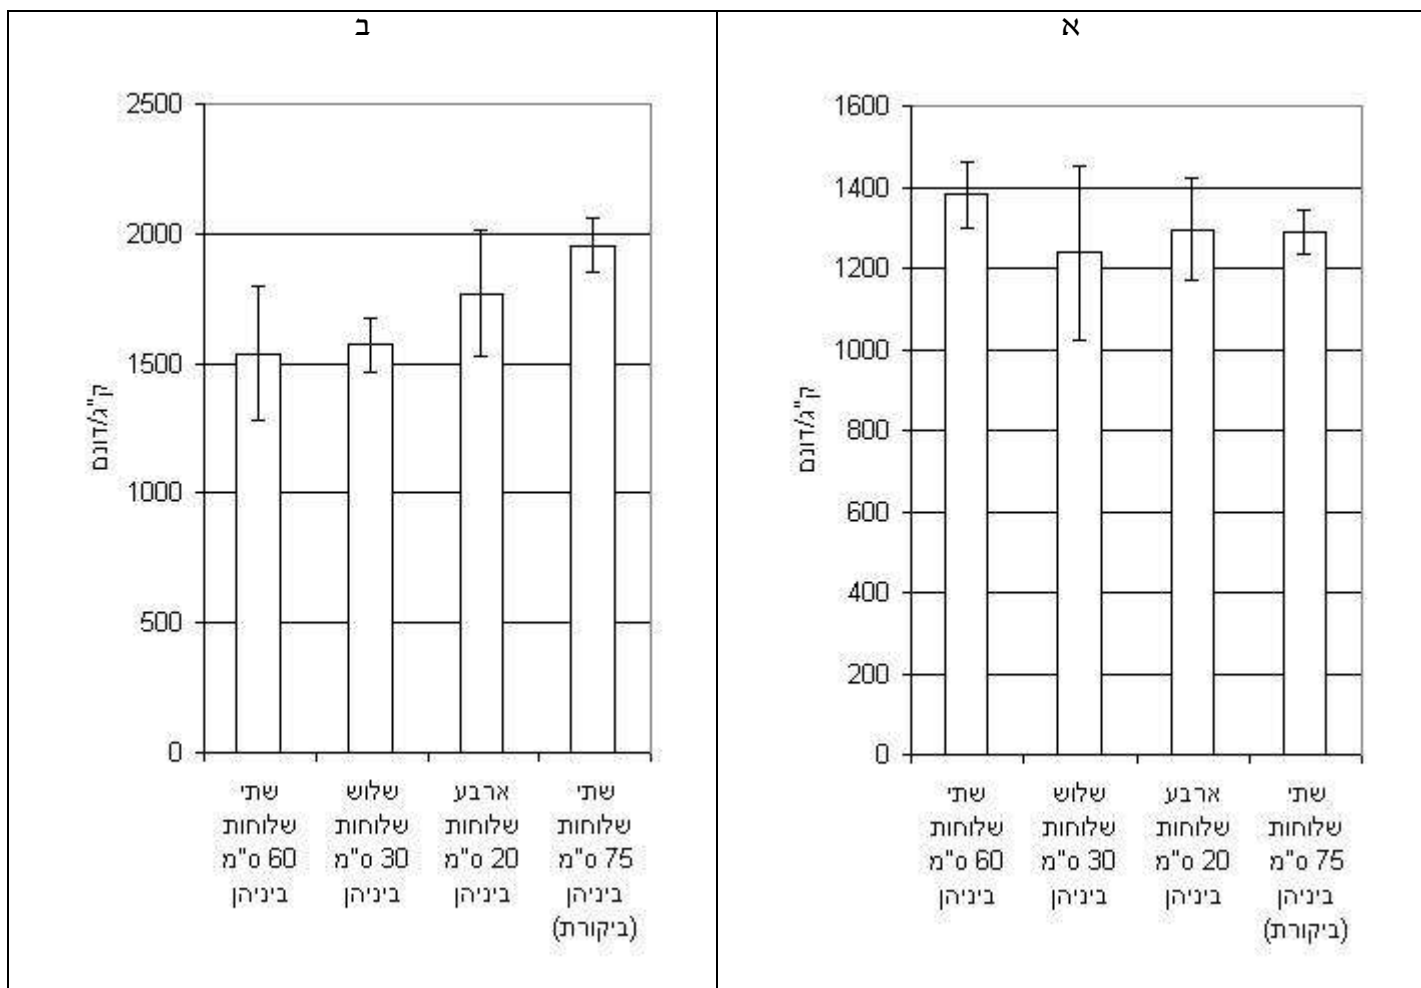 א
1600
1400
1200
1000
800
600
400
200
0
ק"ג/דונם
שתי
שלוחות
75 ס"מ
ביניהן
(ביקורת)
ארבע
שלוחות
20 ס"מ
ביניהן
שלוש
שלוחות
30 ס"מ
ביניהן
שתי
שלוחות
60 ס"מ
ביניהן
ב
2500
2000
1500
1000
500
0
ק"ג/דונם
שתי
שלוחות
75 ס"מ
ביניהן
(ביקורת)
ארבע
שלוחות
20 ס"מ
ביניהן
שלוש
שלוחות
30 ס"מ
ביניהן
שתי
שלוחות
60 ס"מ
ביניהן